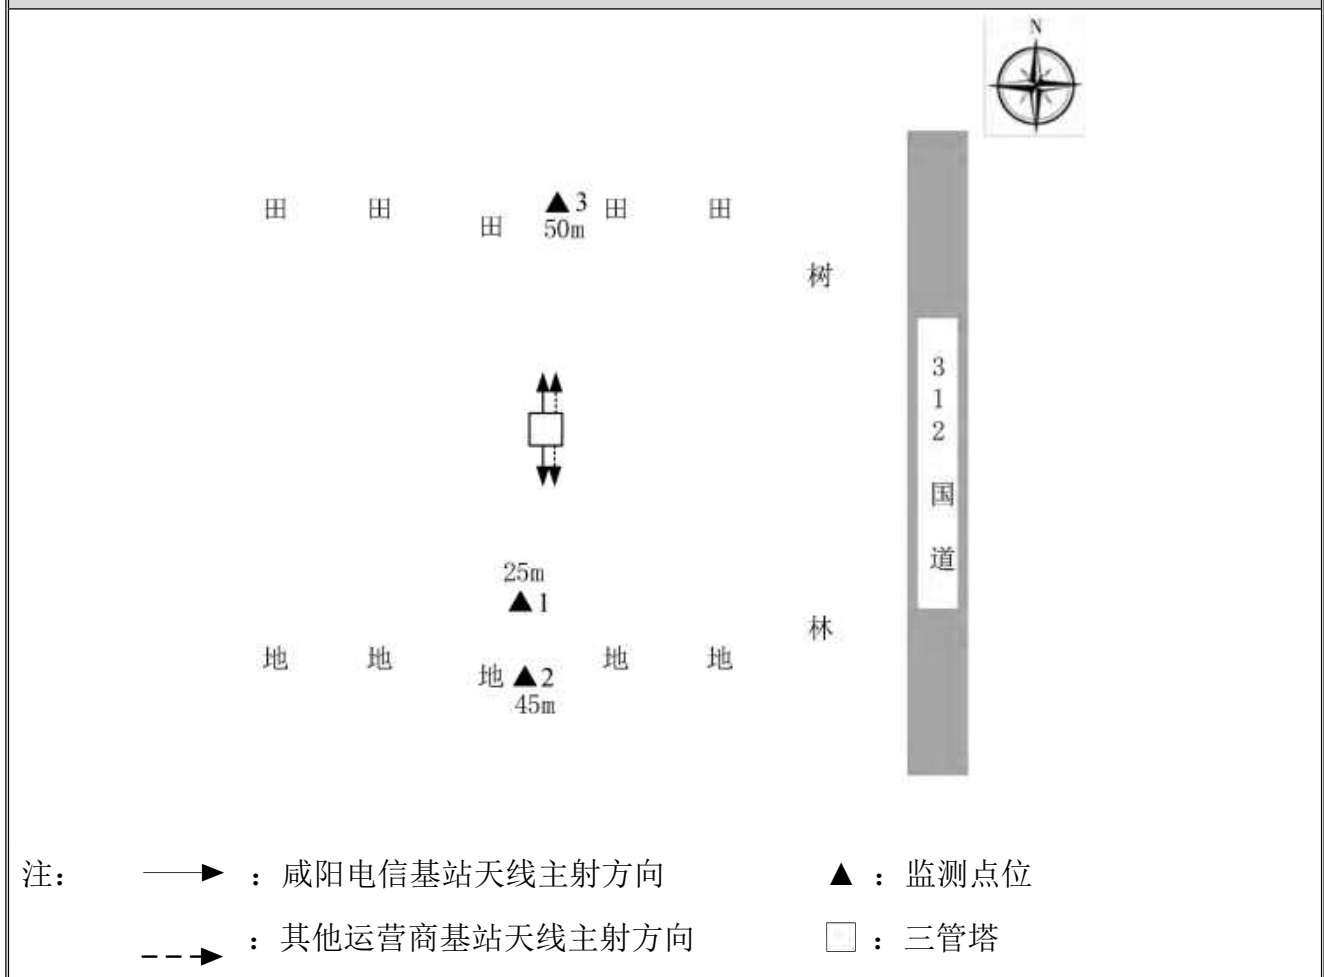 N
田 田 田 ▲3 田 田
50m
树
312国道
25m
▲1
林
地 地 地 ▲2 地 地
45m
注： ：咸阳电信基站天线主射方向 ▲：监测点位
：其他运营商基站天线主射方向 □：三管塔